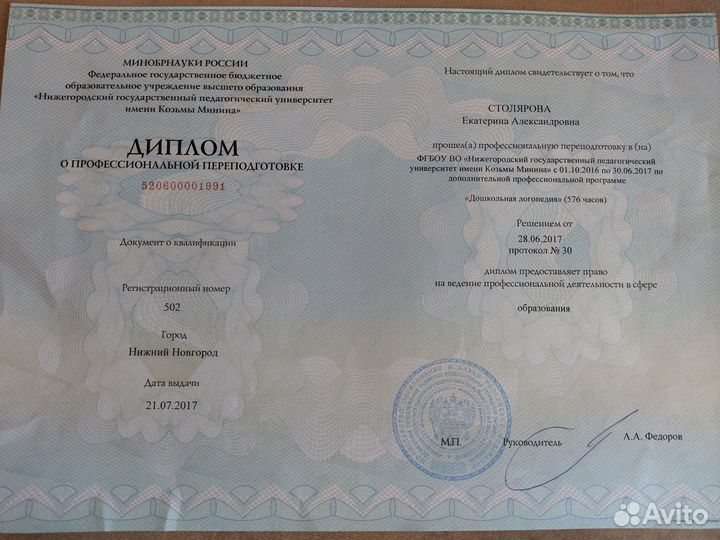 МИНОБРНАУКИ РОССИИ
Федеральное государственное бюджетное
образовательное учреждение высшего образования
«Нижегородский государственный педагогический университет
имени Козьмы Минина»
ДИПЛОМ
О ПРОФЕССИОНАЛЬНОЙ ПЕРЕПОДГОТОВКЕ
520600001991
Документ о квалификации
Регистрационный номер
502
Город
Нижний Новгород
Дата выдачи
21.07.2017
Настоящий диплом свидетельствует о том, что
СТОЛЯРОВА
Екатерина Александровна
прошел(а) профессиональную переподготовку в (на)
ФГБОУ ВО «Нижегородский государственный педагогический
университет имени Козьмы Минина» с 01.10.2016 по 30.06.2017 по
дополнительной профессиональной программе
«Дошкольная логопедия» (576 часов)
Решением от
28.06.2017
протокол № 30
диплом предоставляет право
на ведение профессиональной деятельности в сфере
образования
М.П.
Руководитель
А.А. Федоров
Avito